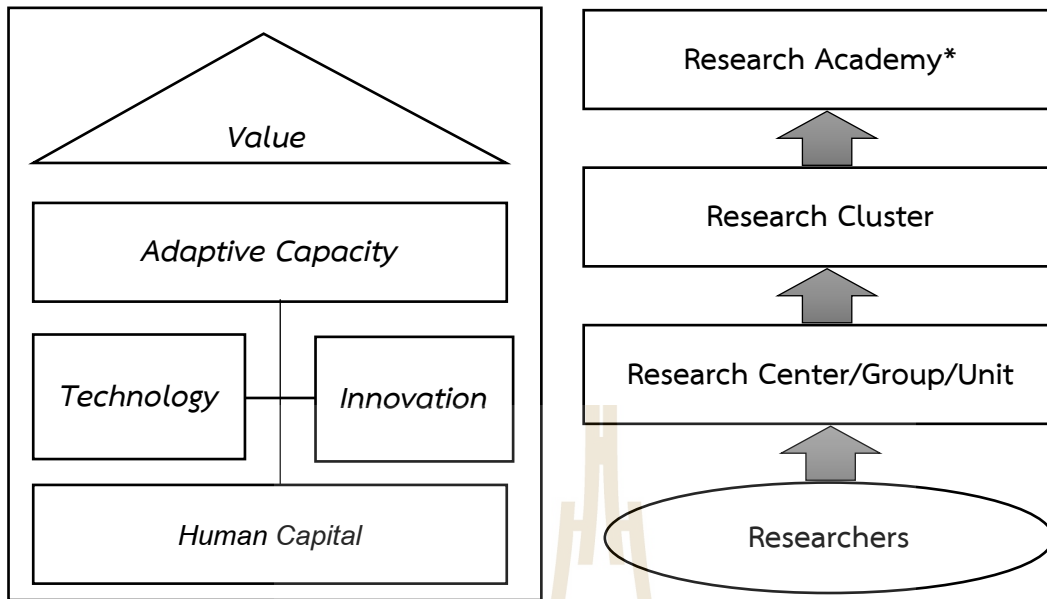 Value
Adaptive Capacity
Technology
Innovation
Human Capital
Research Academy*
Research Cluster
Research Center/Group/Unit
Researchers